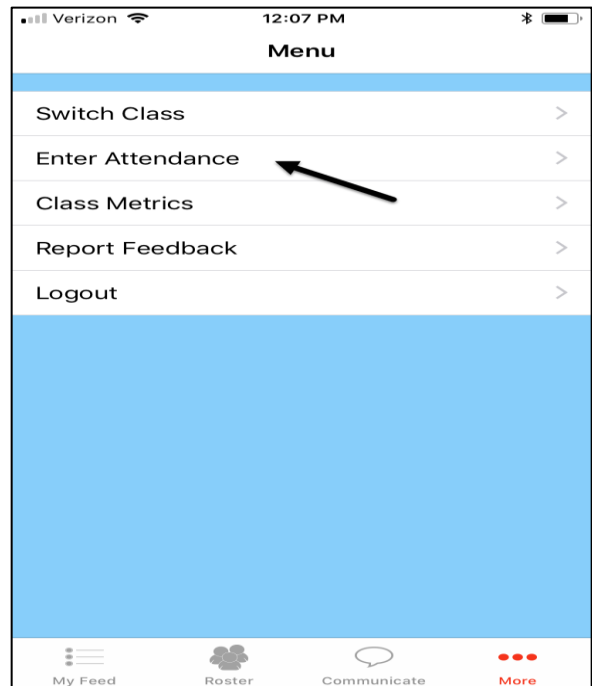 Verizon 12:07 PM
Menu
Switch Class
Enter Attendance
Class Metrics
Report Feedback
Logout
My Feed Roster Communicate More